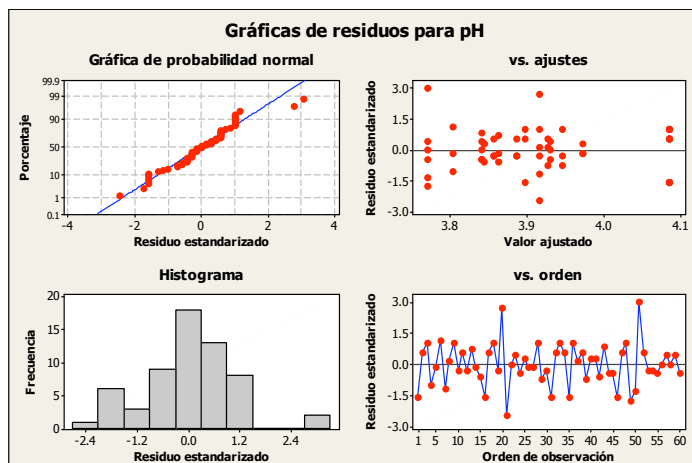 Gráficas de residuos para pH
Gráfica de probabilidad normal
Porcentaje
99.9
99
90
50
10
1
0.1
-4 -2 0 2 4
Residuo estandarizado
vs. ajustes
Residuo estandarizado
3.0
1.5
0.0
-1.5
-3.0
3.8 3.9 4.0 4.1
Valor ajustado
Histograma
Frecuencia
20
15
10
5
0
-2.4 -1.2 0.0 1.2 2.4
Residuo estandarizado
vs. orden
Residuo estandarizado
3.0
1.5
0.0
-1.5
-3.0
1 5 10 15 20 25 30 35 40 45 50 55 60
Orden de observación